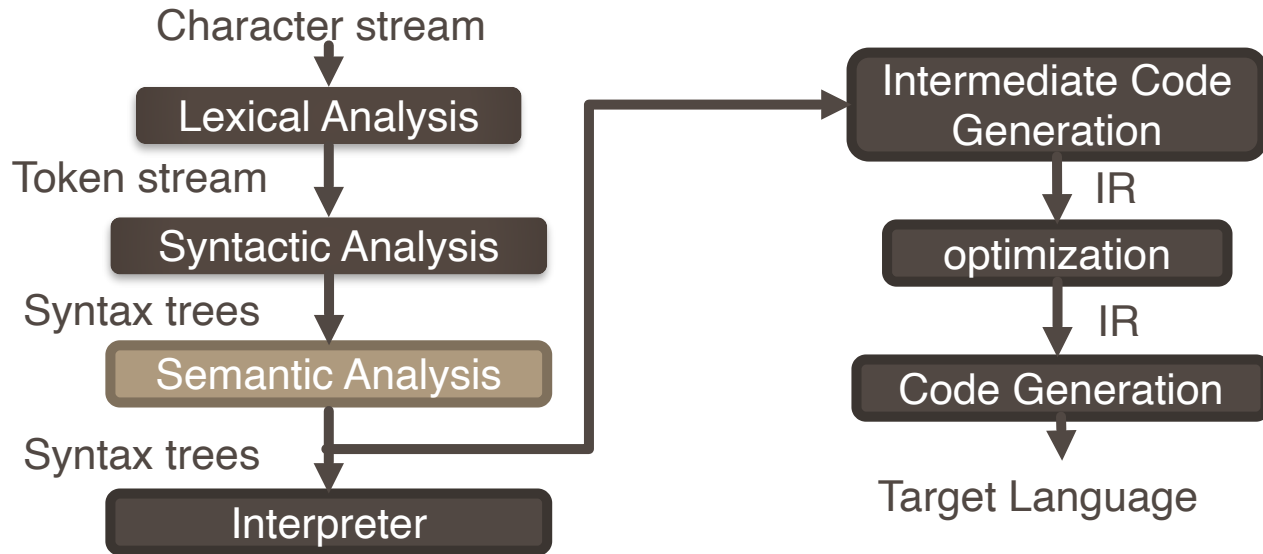 Character stream
Lexical Analysis
Token stream
Syntactic Analysis
Syntax trees
Semantic Analysis
Syntax trees
Interpreter
Intermediate Code
Generation
IR
optimization
IR
Code Generation
Target Language